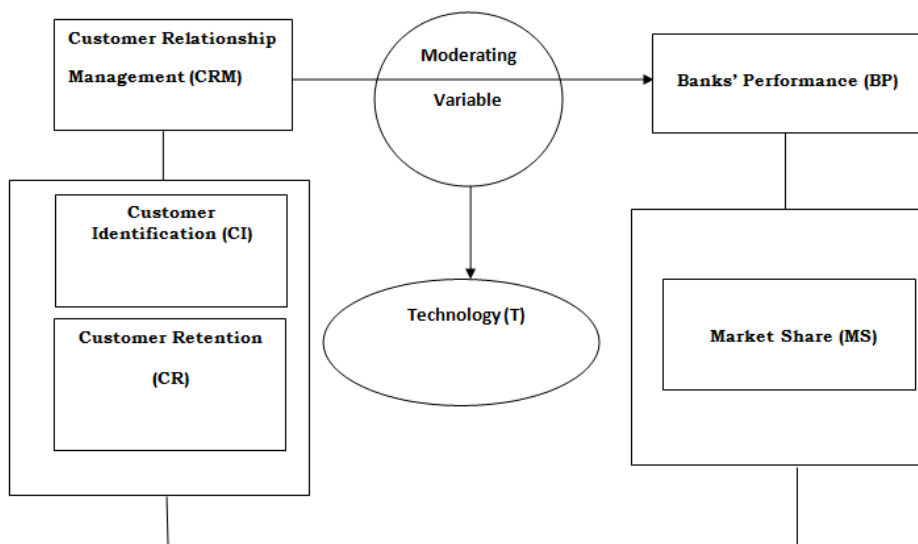 Customer Relationship
Management (CRM)
Moderating
Variable
Banks' Performance (BP)
Customer
Identification (CI)
Customer Retention
(CR)
Technology (T)
Market Share (MS)